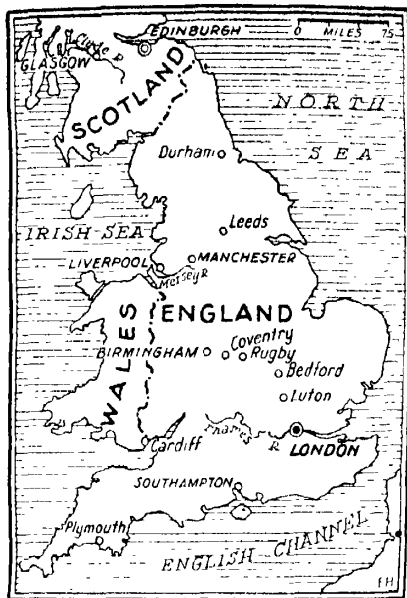 EDINBURGH
0 MILES 75
Clyde R
GLASGOW
SCOTLAND
NORTH
SEA
Durham
Leeds
IRISH SEA
LIVERPOOL
MANCHESTER
Mersey R
ENGLAND
WALES
Coventry
BIRMINGHAM
Rugby
Bedford
Luton
Thames R
Cardiff
LONDON
SOUTHAMPTON
Plymouth
ENGLISH CHANNEL
FH